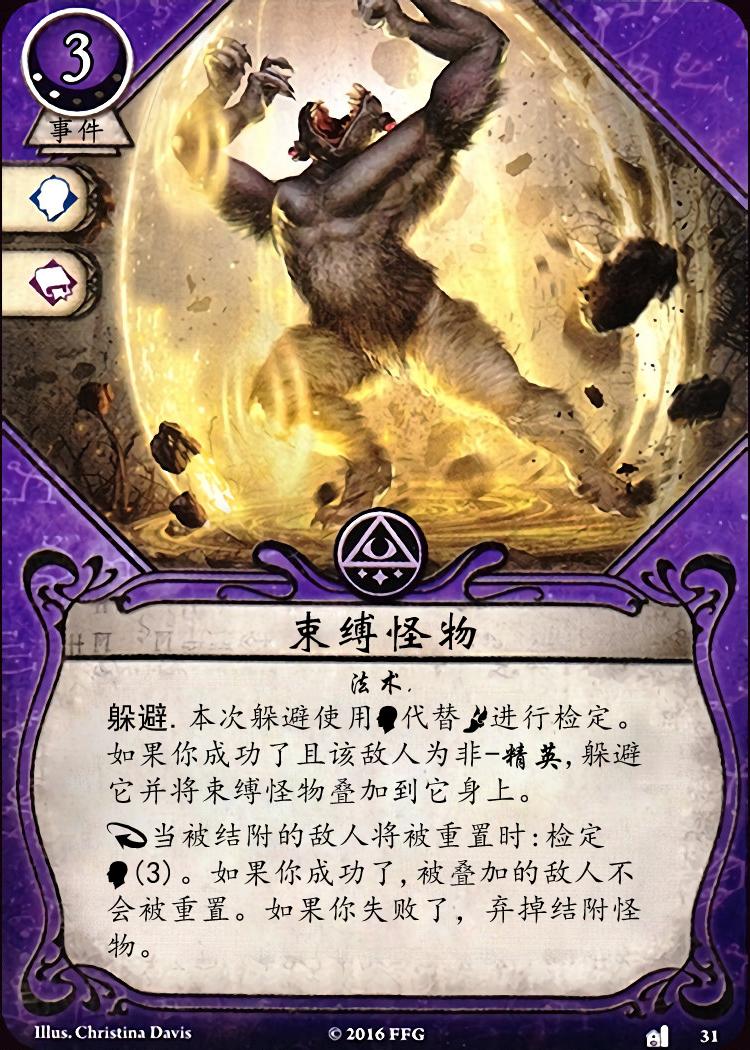 3
事件
束缚怪物
法术.
躲避. 本次躲避使用代替进行检定。
如果你成功了且该敌人为非-精英, 躲避
它并将束缚怪物叠加到它身上。
当被结附的敌人将被重置时:检定
(3)。如果你成功了, 被叠加的敌人不
会被重置。如果你失败了，弃掉结附怪
物。
Illus. Christina Davis
© 2016 FFG
31